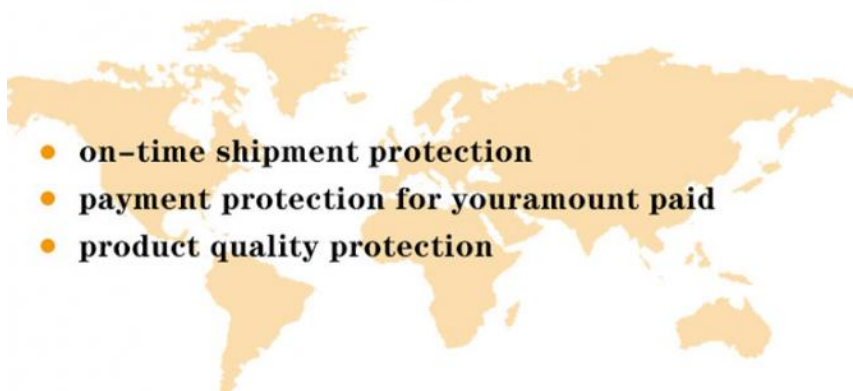 on-time shipment protection
payment protection for youramount paid
product quality protection